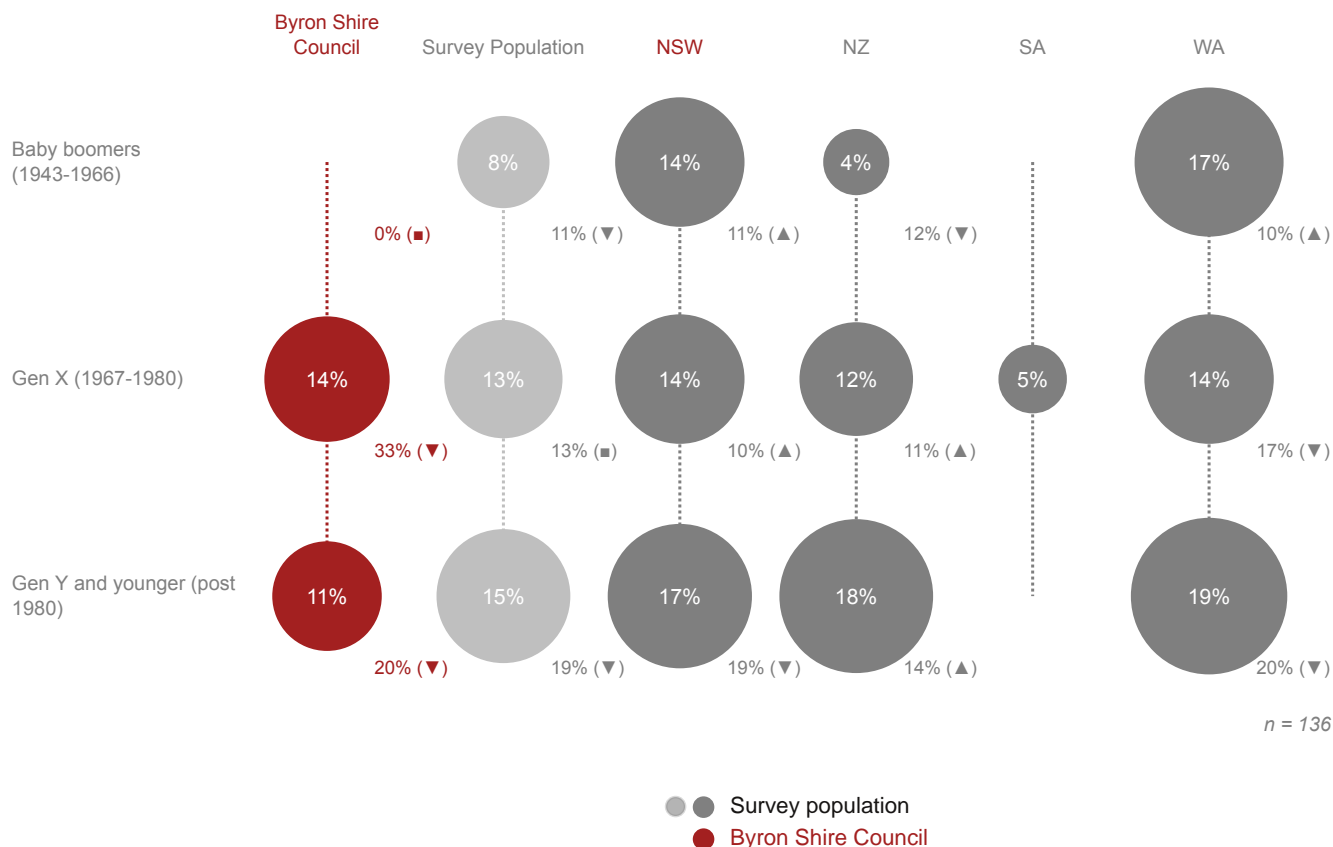 Byron Shire
Council
Survey Population
NSW
NZ
SA
WA
Baby boomers
(1943-1966)
8%
14%
4%
17%
0% (■)
11% (▼)
11% (▲)
12% (▼)
10% (▲)
Gen X (1967-1980)
14%
13%
14%
12%
5%
14%
33% (▼)
13% (■)
10% (▲)
11% (▲)
17% (▼)
Gen Y and younger (post
1980)
11%
15%
17%
18%
19%
20% (▼)
19% (▼)
19% (▼)
14% (▲)
20% (▼)
n = 136
Survey population
Byron Shire Council